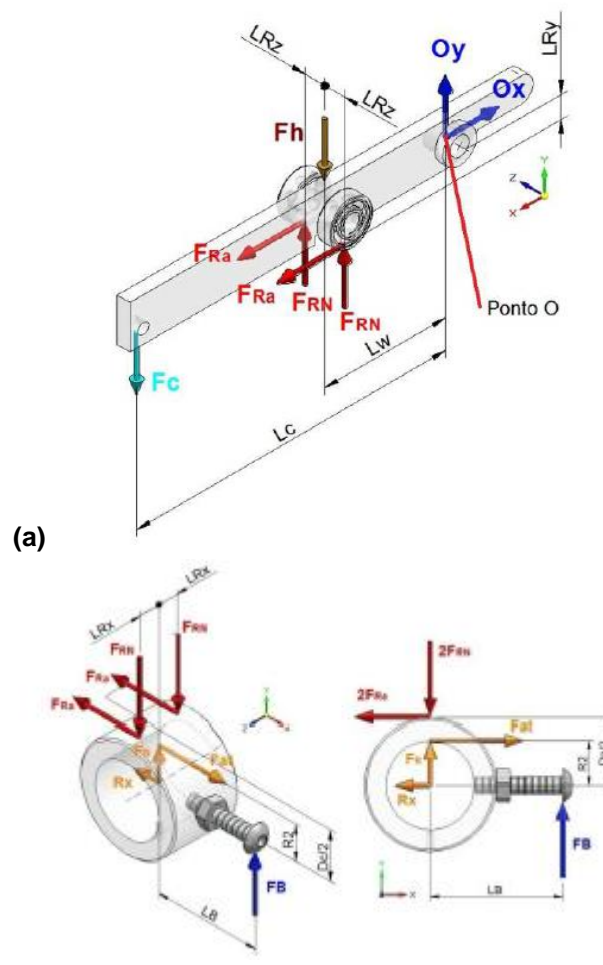 LRz
LRy
Oy
LRz
Ox
Fh
Z
Y
X
FRa
FRa
FRN
FRN
Ponto O
Lw
Fc
Lc
(a)
LRx
LRx
FRN
FRN
FRa
FRa
Rx
Fat
R2
LB
FB
2FRN
2FRa
Fat
Rx
R2
FB
X